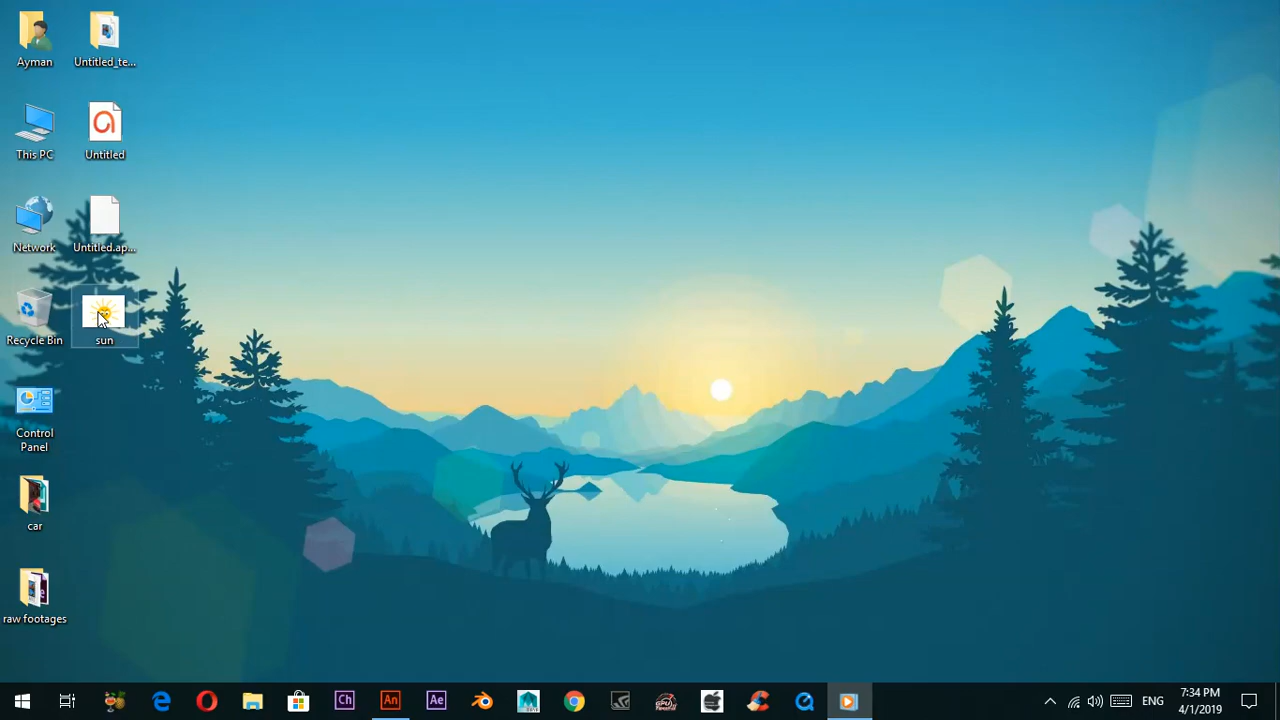 Ayman
Untitled_te...
This PC
Untitled
Network
Untitled.ap...
Recycle Bin
sun
Control
Panel
car
raw footages
Ch
An
Ae
ENG
7:34 PM
4/1/2019